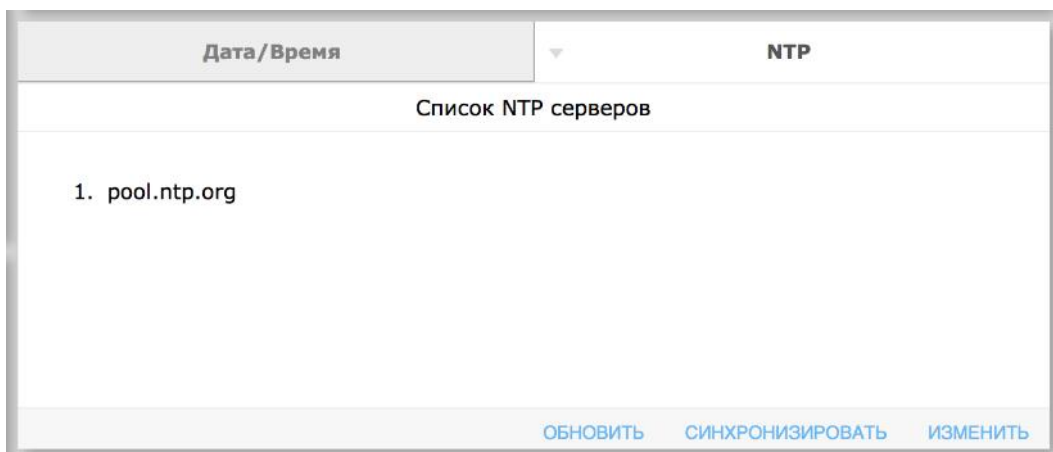 Дата/Время NTP
Список NTP серверов
1. pool.ntp.org
ОБНОВИТЬ СИНХРОНИЗИРОВАТЬ ИЗМЕНИТЬ